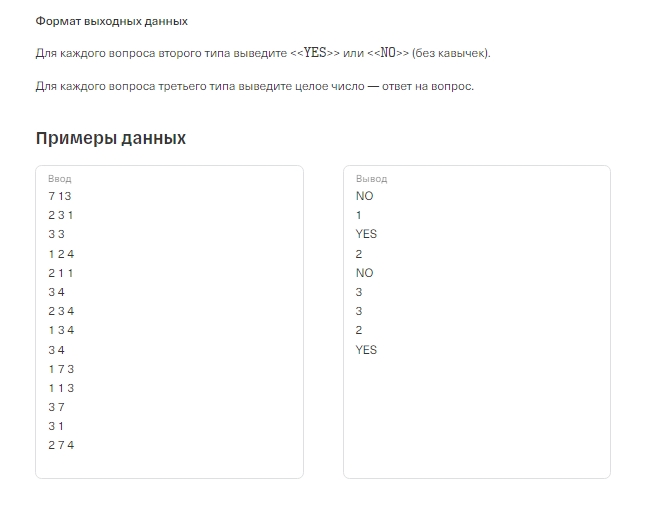 Формат выходных данных
Для каждого вопроса второго типа выведите <<YES>> или <<NO>> (без кавычек).
Для каждого вопроса третьего типа выведите целое число — ответ на вопрос.
Примеры данных
Ввод
7 13
2 3 1
3 3
1 2 4
2 1 1
3 4
2 3 4
1 3 4
3 4
1 7 3
1 1 3
3 7
3 1
2 7 4
Вывод
NO
1
YES
2
NO
3
3
2
YES